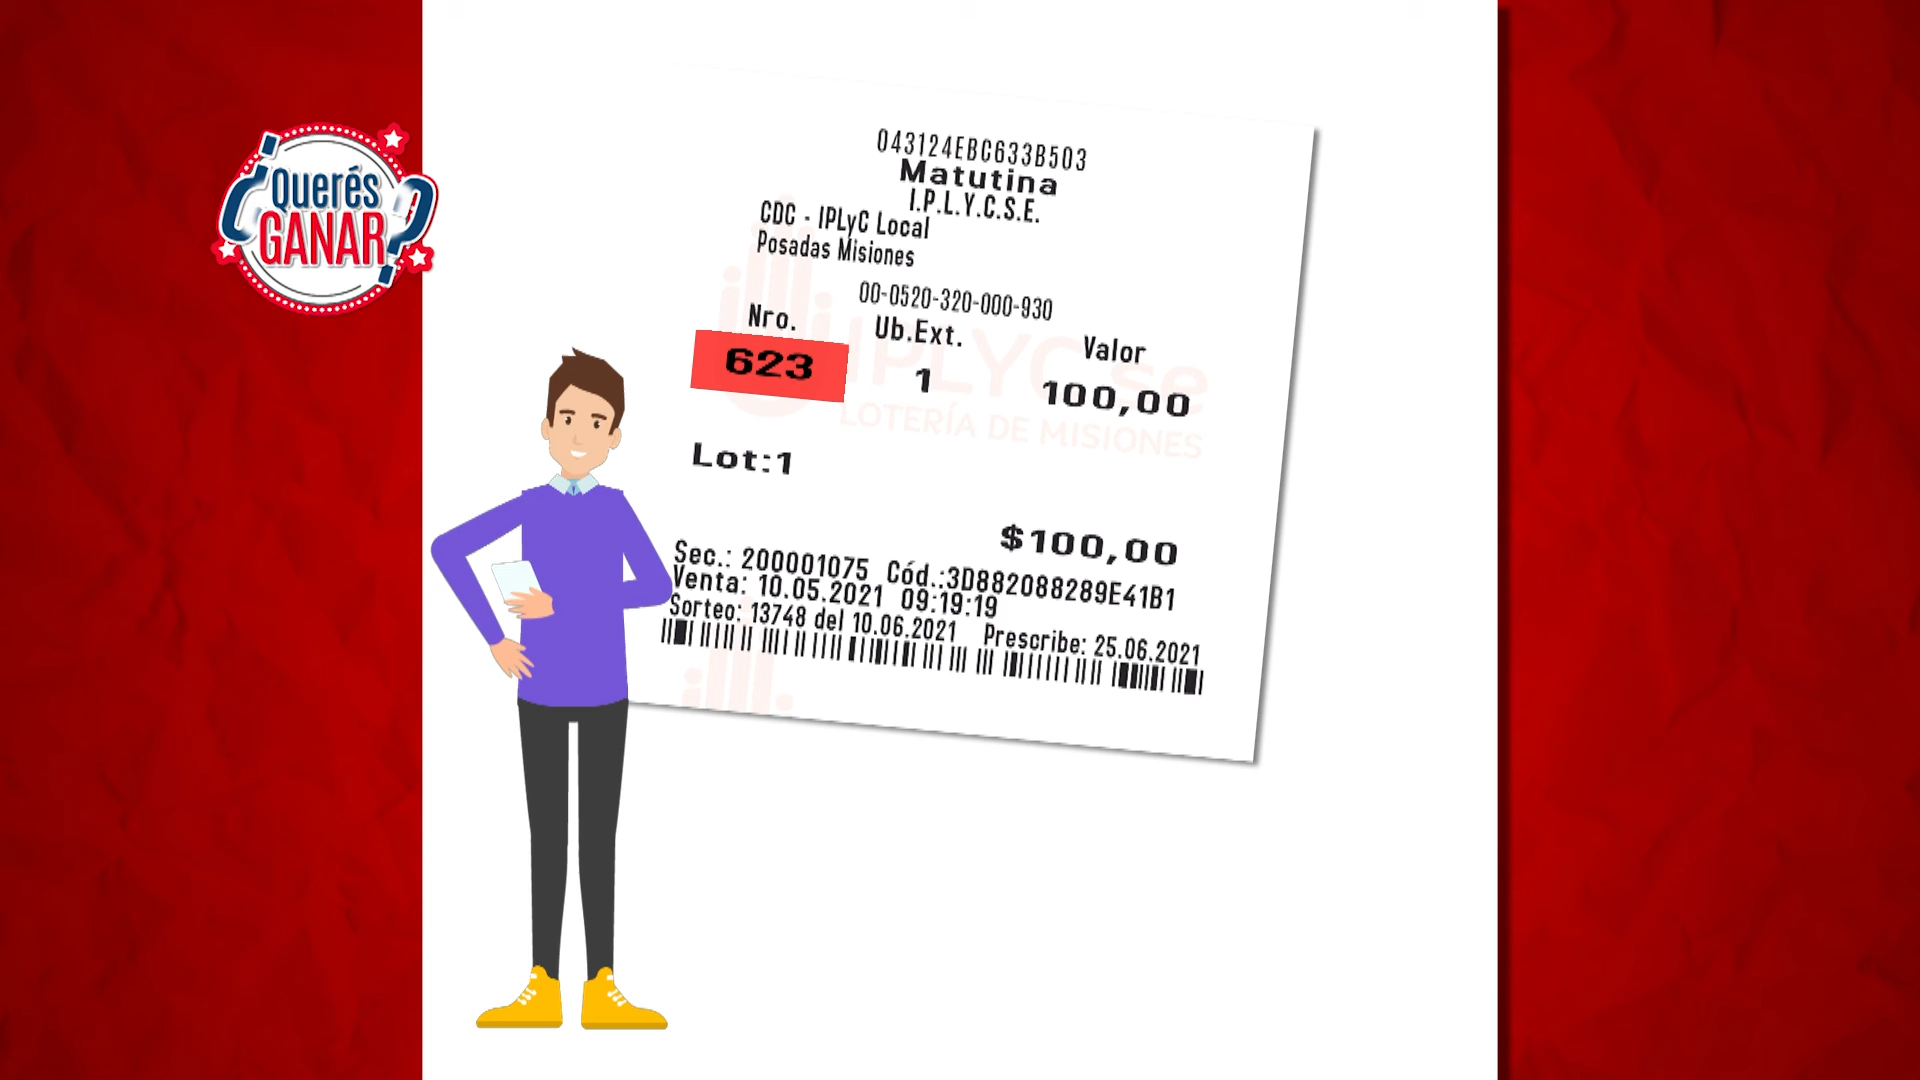 ¿Querés
GANAR?
043124EBC633B503
Matutina
I.P.L.Y.C.S.E.
CDC - IPLyC Local
Posadas Misiones
00-0520-320-000-930
Nro. Ub.Ext. Valor
623 1 100,00
IPLYC se
LOTERÍA DE MISIONES
Lot:1
$100,00
Sec.: 200001075 Cód.:3D882088289E41B1
Venta: 10.05.2021 09:19:19
Sorteo: 13748 del 10.06.2021 Prescribe: 25.06.2021